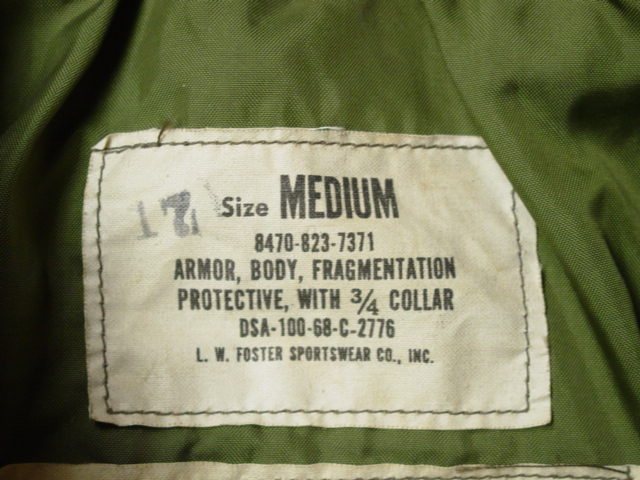 17
Size MEDIUM
8470-823-7371
ARMOR, BODY, FRAGMENTATION
PROTECTIVE, WITH 3/4 COLLAR
DSA-100-68-C-2776
L. W. FOSTER SPORTSWEAR CO., INC.